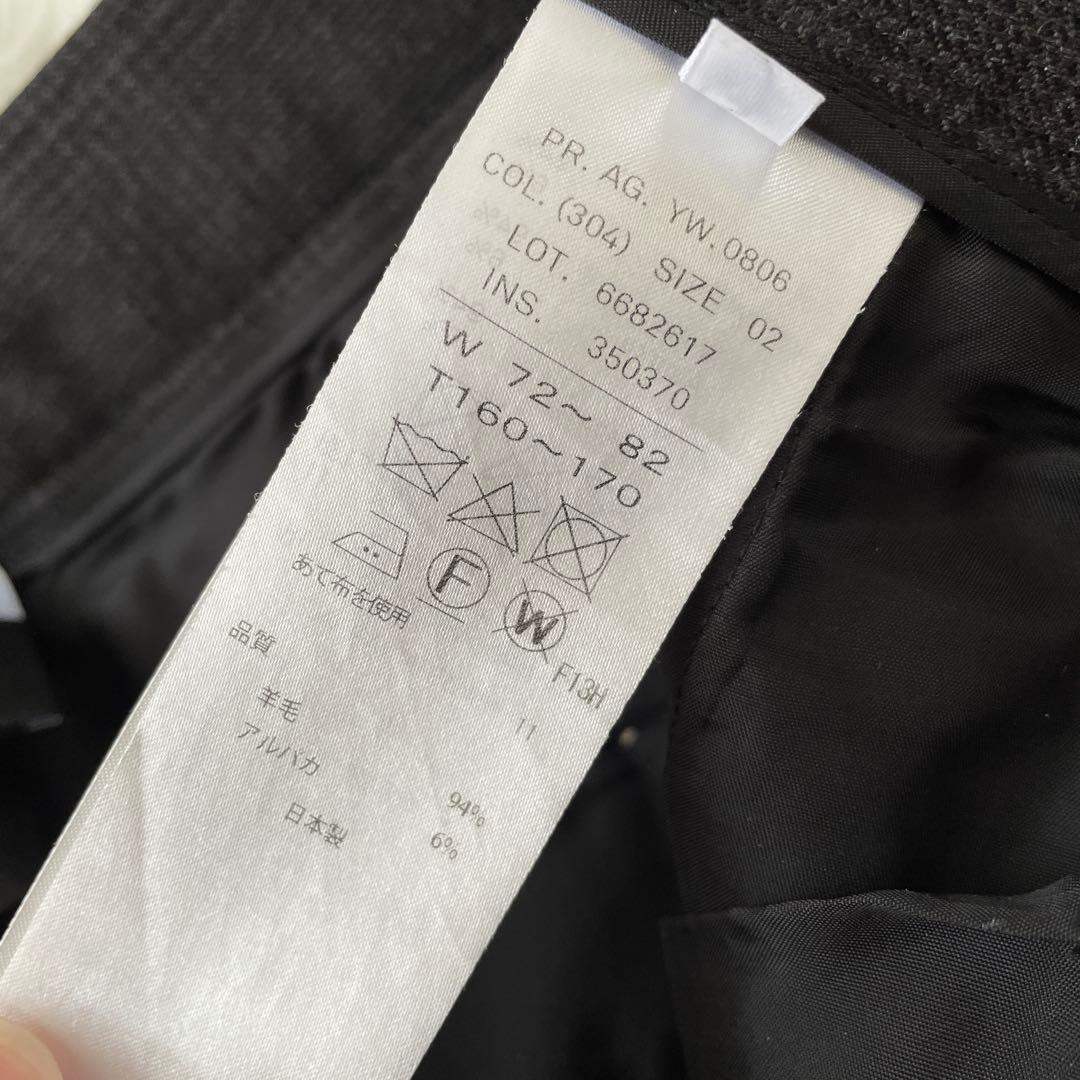 PR. AG. YW. 0806
COL. (304) SIZE 02
LOT. 6682617
INS. 350370
W 72～ 82
T160～170
あて布を使用
F
W
F13H
11
品質
羊毛 94%
アルパカ 6%
日本製